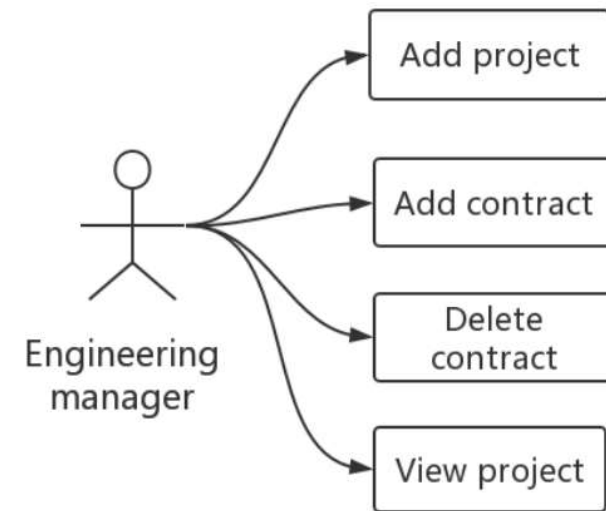 Add project
Add contract
Delete
contract
View project
Engineering
manager